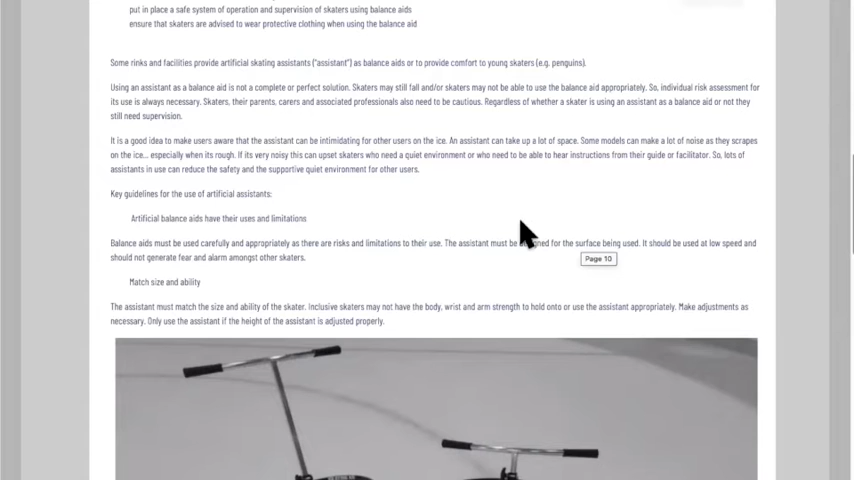 put in place a safe system of operation and supervision of skaters using balance aids
ensure that skaters are advised to wear protective clothing when using the balance aid
Some rinks and facilities provide artificial skating assistants ("assistant") as balance aids or to provide comfort to young skaters (e.g. penguins).
Using an assistant as a balance aid is not a complete or perfect solution. Skaters may still fall and/or skaters may not be able to use the balance aid appropriately. So, individual risk assessment for
its use is always necessary. Skaters, their parents, carers and associated professionals also need to be cautious. Regardless of whether a skater is using an assistant as a balance aid or not they
still need supervision.
It is a good idea to make users aware that the assistant can be intimidating for other users on the ice. An assistant can take up a lot of space. Some models can make a lot of noise as they scrapes
on the ice... especially when its rough. If its very noisy this can upset skaters who need a quiet environment or who need to be able to hear instructions from their guide or facilitator. So, lots of
assistants in use can reduce the safety and the supportive quiet environment for other users.
Key guidelines for the use of artificial assistants:
Artificial balance aids have their uses and limitations
Balance aids must be used carefully and appropriately as there are risks and limitations to their use. The assistant must be ned for the surface being used. It should be used at low speed and
should not generate fear and alarm amongst other skaters.
Page 10
Match size and ability
The assistant must match the size and ability of the skater. Inclusive skaters may not have the body, wrist and arm strength to hold onto or use the assistant appropriately. Make adjustments as
necessary. Only use the assistant if the height of the assistant is adjusted properly.